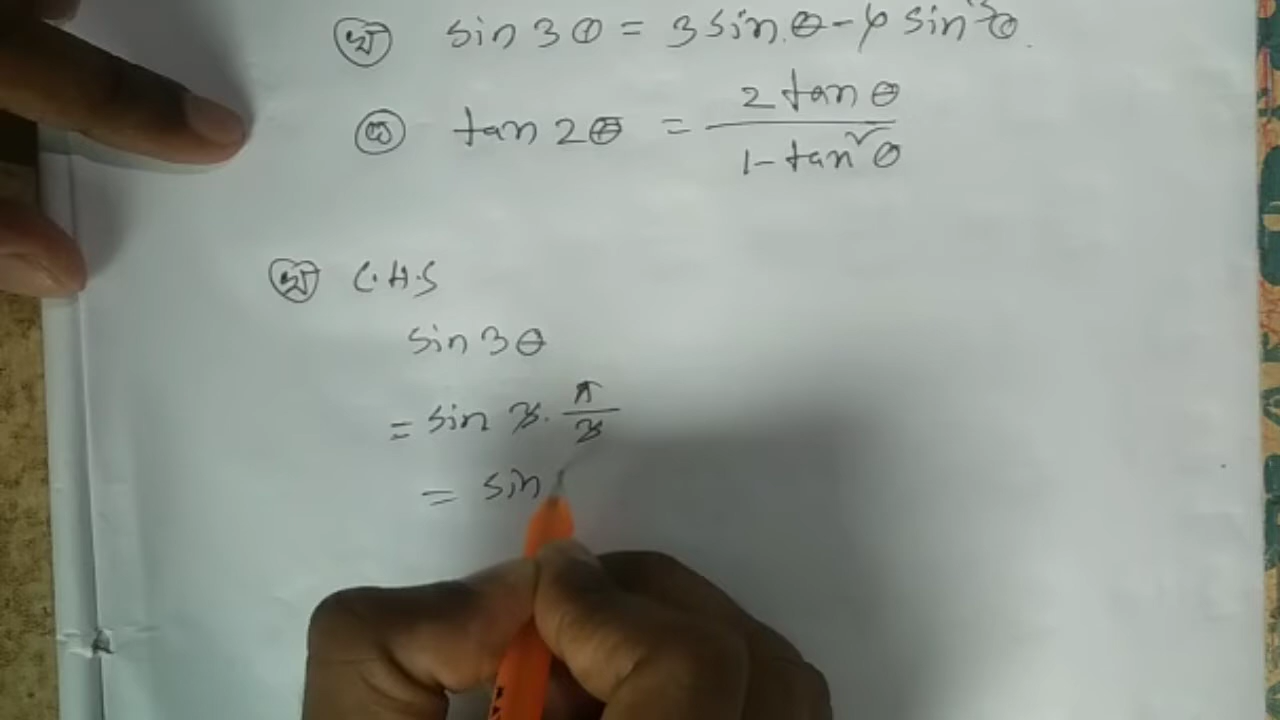 (খ) sin 3θ = 3 sin θ - 4 sin³θ.
tan 2θ = 2 tan θ / 1 - tan²θ
(খ) L.H.S
sin 3θ
= sin 3. π/3
= sin